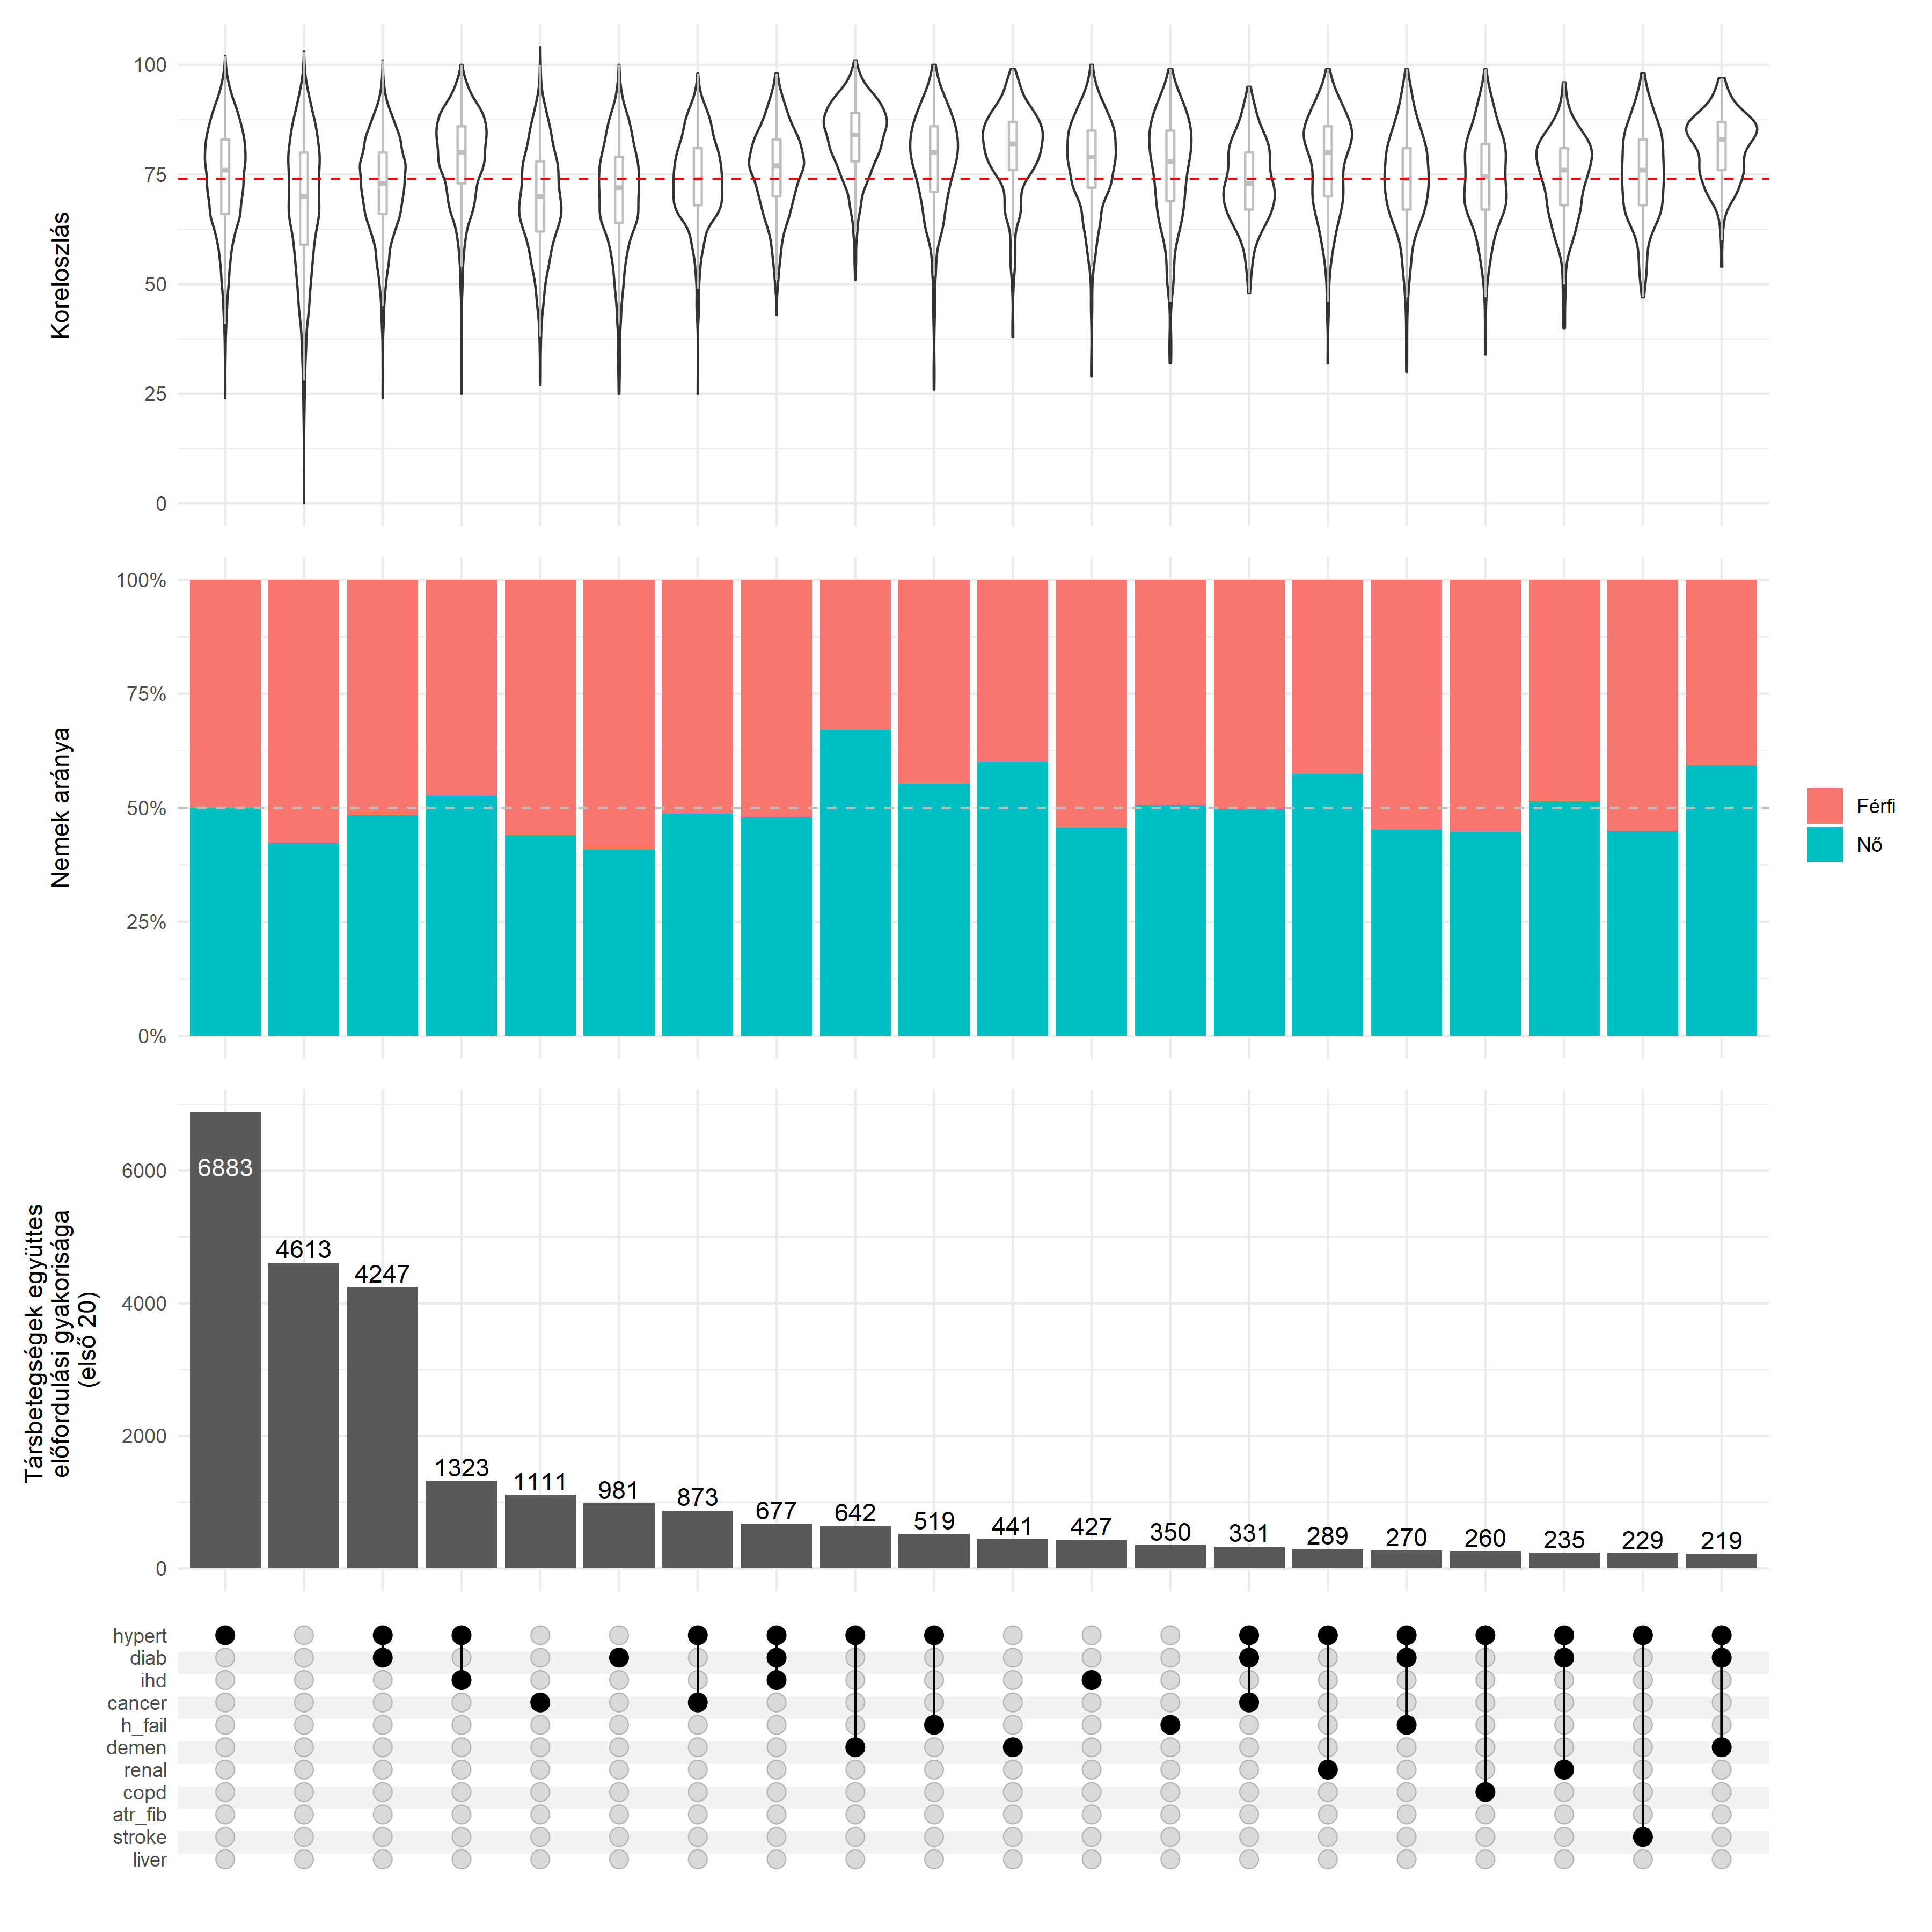 Koreloszlás
100
75
50
25
0
Nemek aránya
100%
75%
50%
25%
0%
Férfi
Nő
Társbetegségek együttes
előfordulási gyakorisága
(első 20)
6000
4000
2000
0
6883
4613
4247
1323
1111
981
873
677
642
519
441
427
350
331
289
270
260
235
229
219
hypert
diab
ihd
cancer
h_fail
demen
renal
copd
atr_fib
stroke
liver